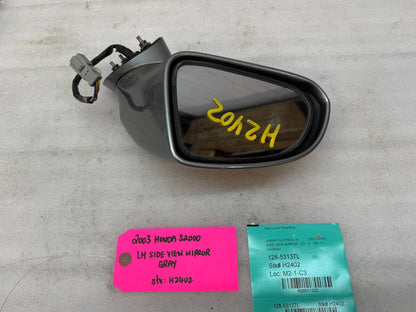 H2402
2003 HONDA S2000
LH SIDE VIEW MIRROR
GRAY
stk: H2402
128-53137L
Stk# H2402
Loc: M2-1-C3
128-53137L
Stk# H2402